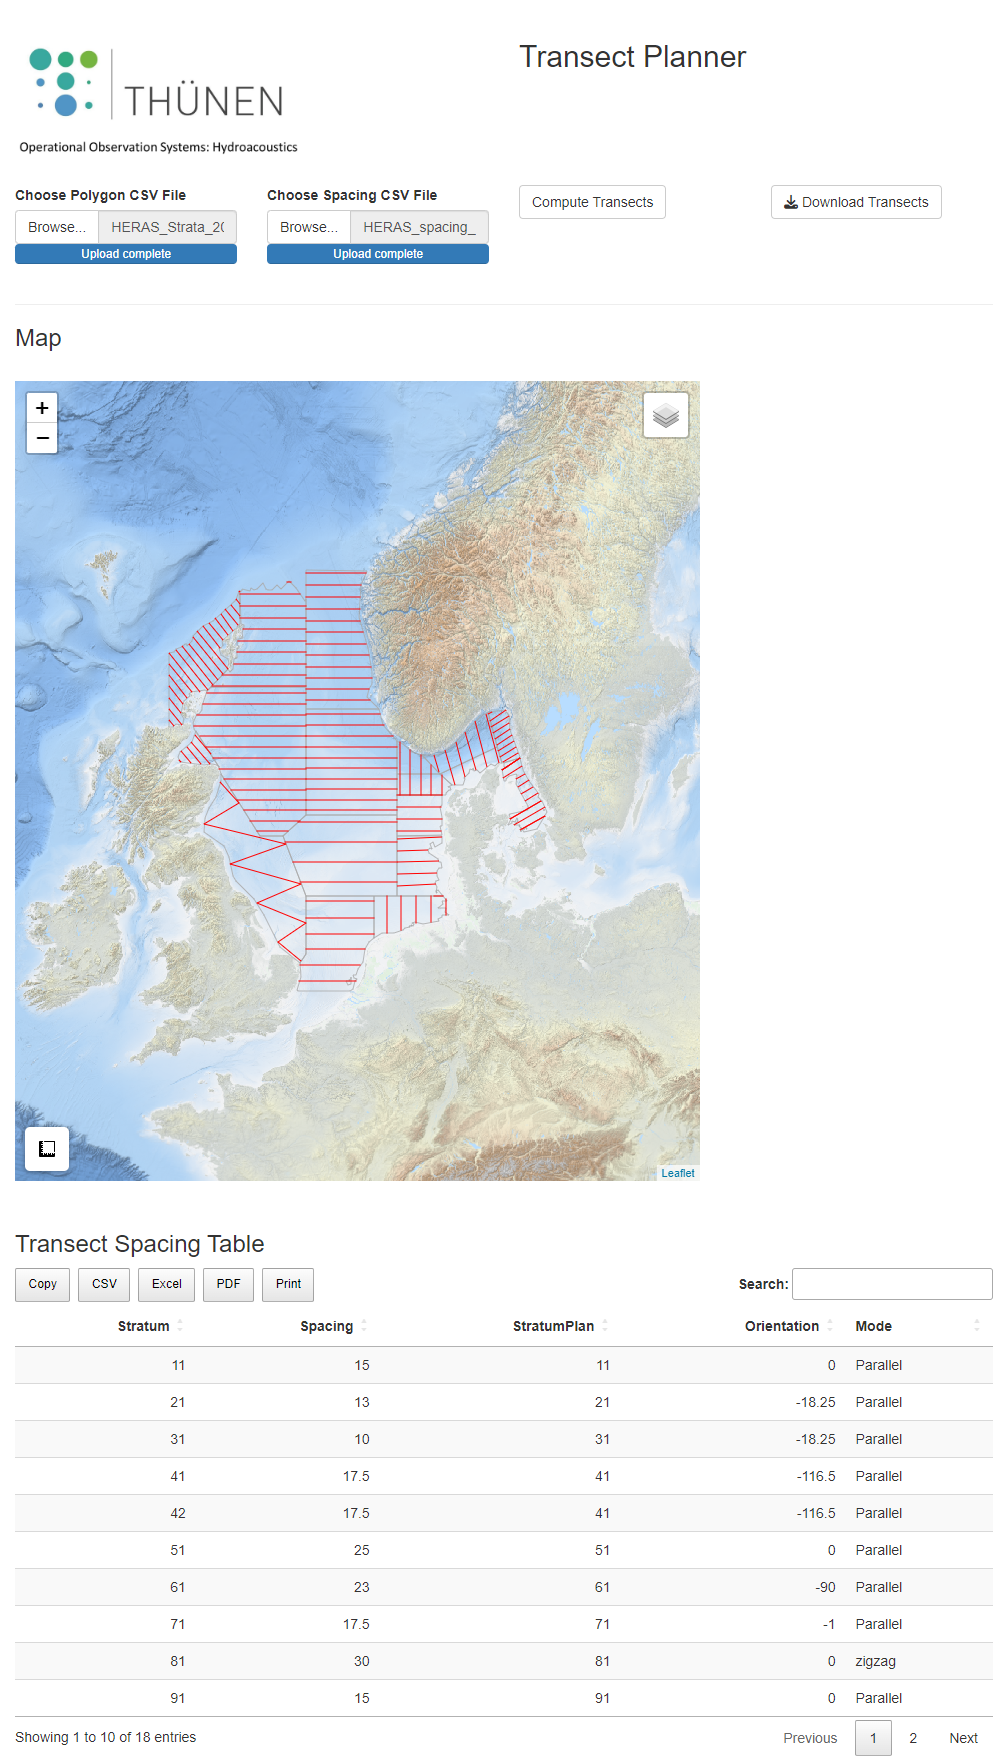 THÜNEN
Operational Observation Systems: Hydroacoustics
Transect Planner
Choose Polygon CSV File
Browse... HERAS_Strata_20
Upload complete
Choose Spacing CSV File
Browse... HERAS_spacing_
Upload complete
Compute Transects
Download Transects
Map
+
−
Leaflet
Transect Spacing Table
Copy CSV Excel PDF Print Search:
Stratum Spacing StratumPlan Orientation Mode
11 15 11 0 Parallel
21 13 21 -18.25 Parallel
31 10 31 -18.25 Parallel
41 17.5 41 -116.5 Parallel
42 17.5 41 -116.5 Parallel
51 25 51 0 Parallel
61 23 61 -90 Parallel
71 17.5 71 -1 Parallel
81 30 81 0 zigzag
91 15 91 0 Parallel
Showing 1 to 10 of 18 entries Previous 1 2 Next